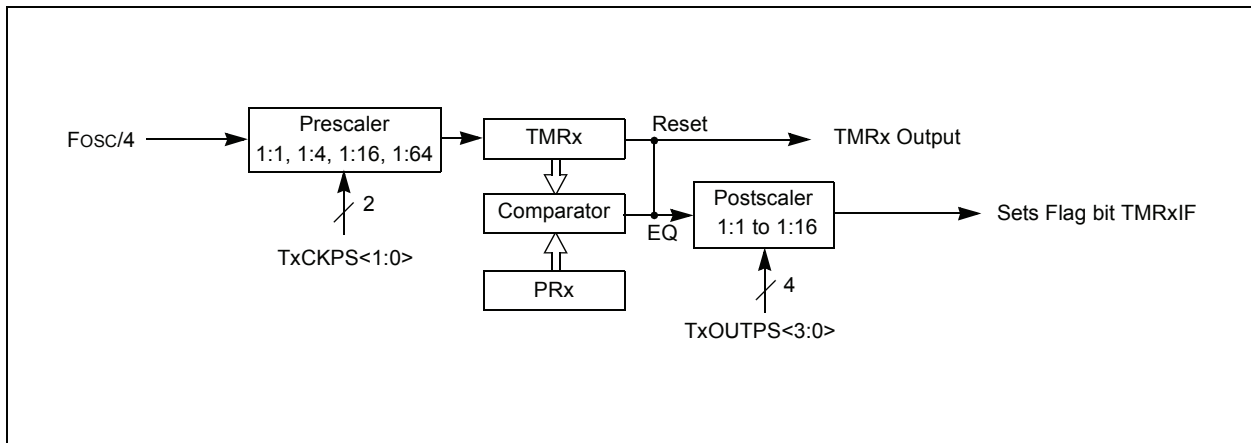 FOSC/4
Prescaler
1:1, 1:4, 1:16, 1:64
2
TxCKPS<1:0>
TMRx
Reset
TMRx Output
Comparator
EQ
PRx
Postscaler
1:1 to 1:16
4
TxOUTPS<3:0>
Sets Flag bit TMRxIF